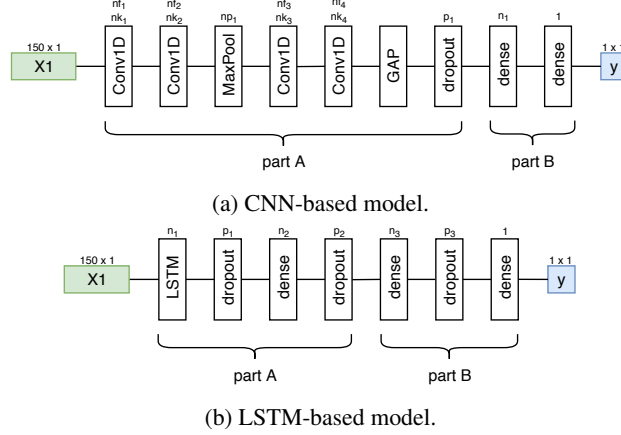 nf₁ nf₂ nf₃ nf₄
150 x 1 nk₁ nk₂ np₁ nk₃ nk₄ p₁ n₁ 1 1 x 1
X1 Conv1D Conv1D MaxPool Conv1D Conv1D GAP dropout dense dense y
part A part B
(a) CNN-based model.
n₁ p₁ n₂ p₂ n₃ p₃ 1
150 x 1 1 x 1
X1 LSTM dropout dense dropout dense dropout dense y
part A part B
(b) LSTM-based model.